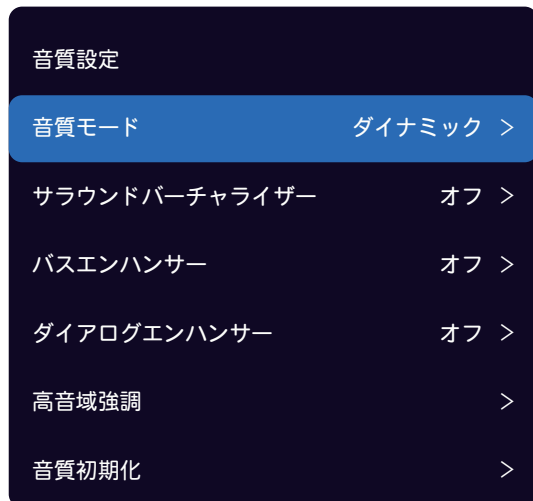 音質設定
音質モード ダイナミック >
サラウンドバーチャライザー オフ >
バスエンハンサー オフ >
ダイアログエンハンサー オフ >
高音域強調 >
音質初期化 >